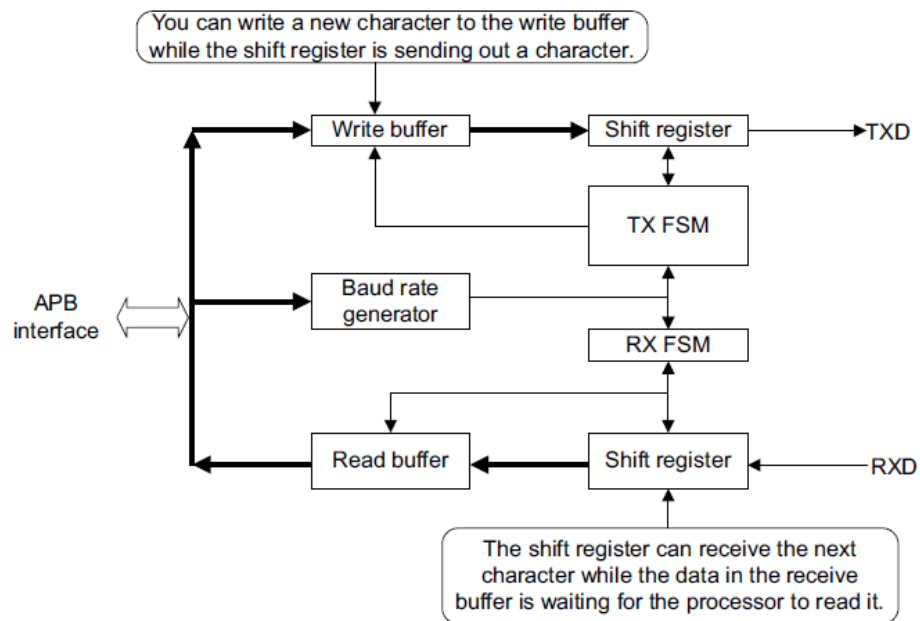 You can write a new character to the write buffer
while the shift register is sending out a character.
Write buffer
Shift register
TXD
TX FSM
APB
interface
Baud rate
generator
RX FSM
Read buffer
Shift register
RXD
The shift register can receive the next
character while the data in the receive
buffer is waiting for the processor to read it.